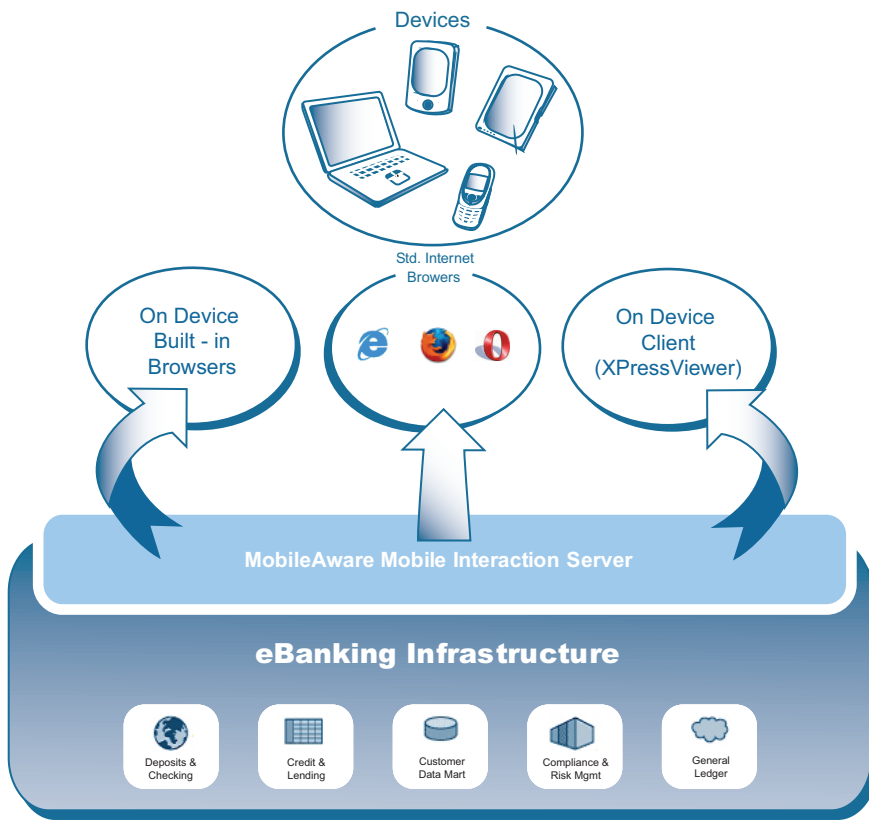 Devices
Std. Internet
Browers
On Device
Built - in
Browsers
On Device
Client
(XPressViewer)
MobileAware Mobile Interaction Server
eBanking Infrastructure
Deposits &
Checking
Credit &
Lending
Customer
Data Mart
Compliance &
Risk Mgmt
General
Ledger